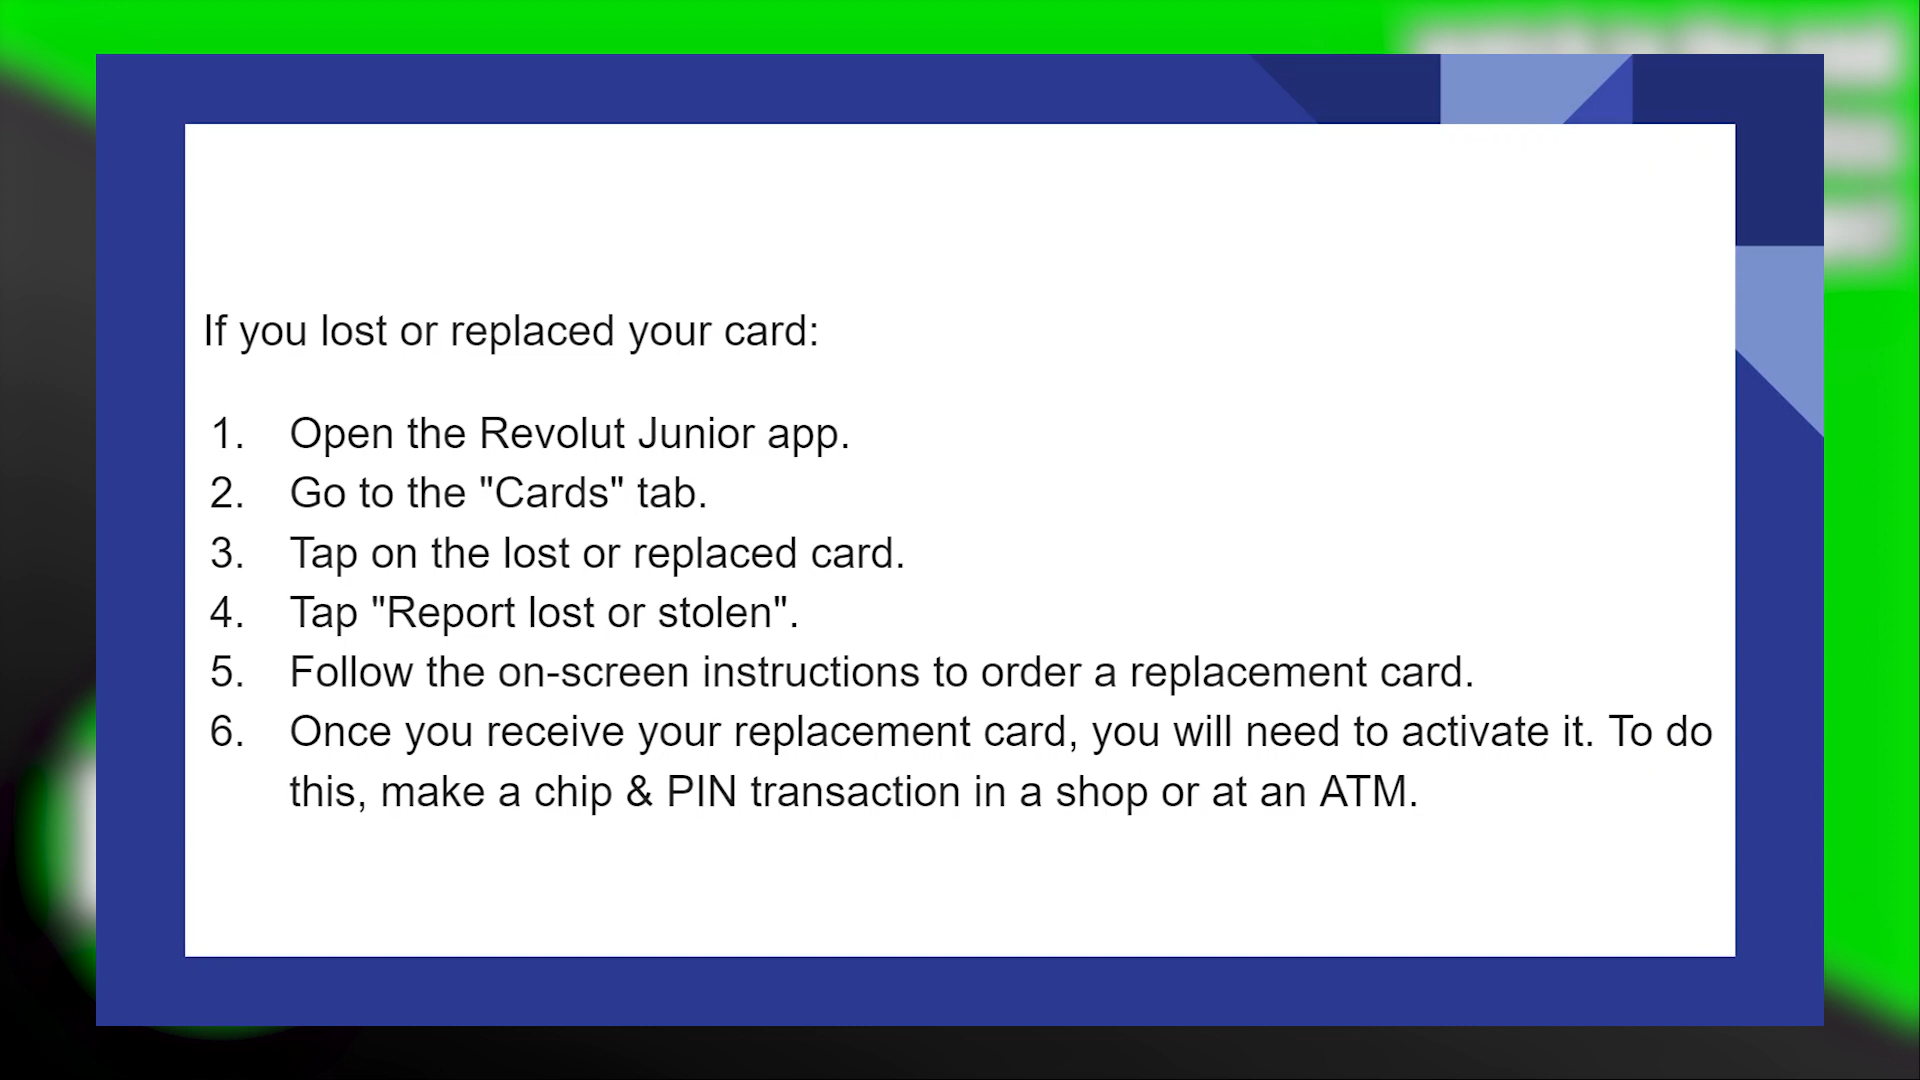 If you lost or replaced your card:
1. Open the Revolut Junior app.
2. Go to the "Cards" tab.
3. Tap on the lost or replaced card.
4. Tap "Report lost or stolen".
5. Follow the on-screen instructions to order a replacement card.
6. Once you receive your replacement card, you will need to activate it. To do
this, make a chip & PIN transaction in a shop or at an ATM.